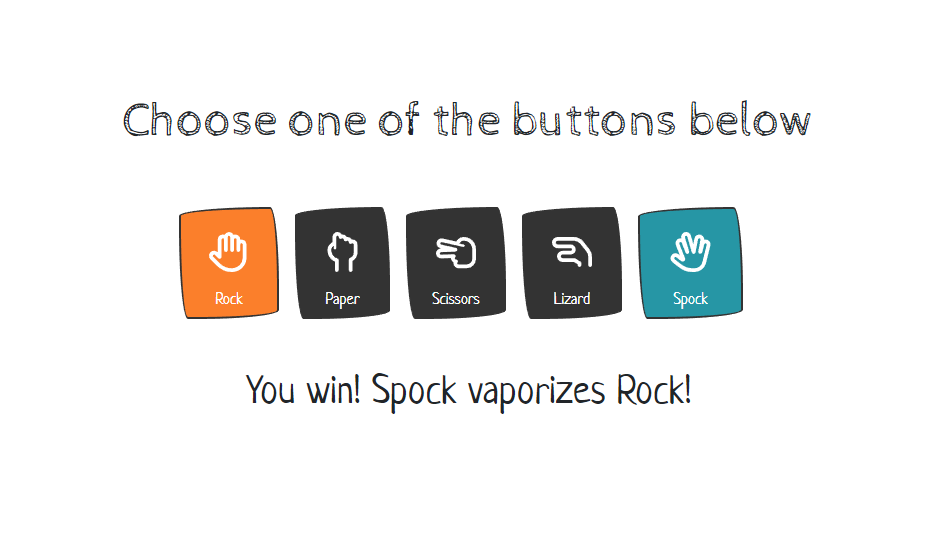 Choose one of the buttons below
Rock Paper Scissors Lizard Spock
You win! Spock vaporizes Rock!